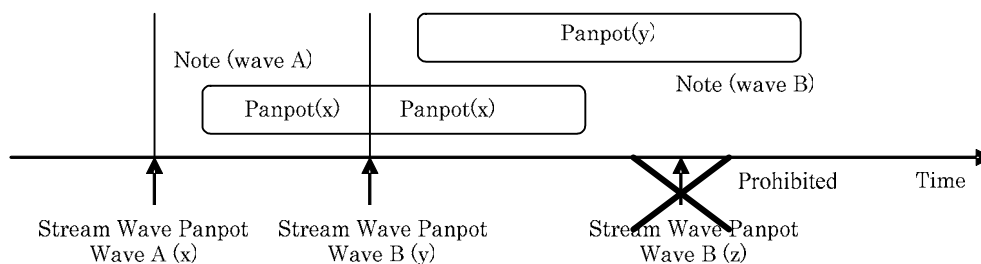 Panpot(y)
Note (wave A)
Note (wave B)
Panpot(x)
Panpot(x)
Prohibited
Time
Stream Wave Panpot
Wave A (x)
Stream Wave Panpot
Wave B (y)
Stream Wave Panpot
Wave B (z)